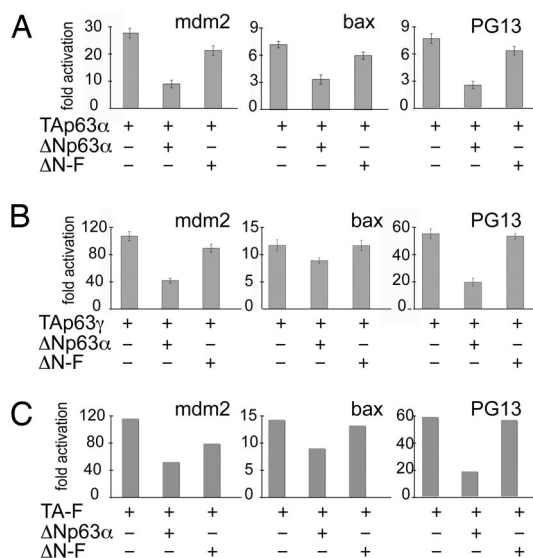 A
mdm2 bax PG13
fold activation
30 20 10 0
9 6 3 0
9 6 3 0
TAp63α + + + + + + + + +
ΔNp63α – + – – + – – + –
ΔN-F – – + – – + – – +
B
mdm2 bax PG13
fold activation
120 80 40 0
15 10 5 0
60 40 20 0
TAp63γ + + + + + + + + +
ΔNp63α – + – – + – – + –
ΔN-F – – + – – + – – +
C
mdm2 bax PG13
fold activation
120 80 40 0
15 10 5 0
60 40 20 0
TA-F + + + + + + + + +
ΔNp63α – + – – + – – + –
ΔN-F – – + – – + – – +